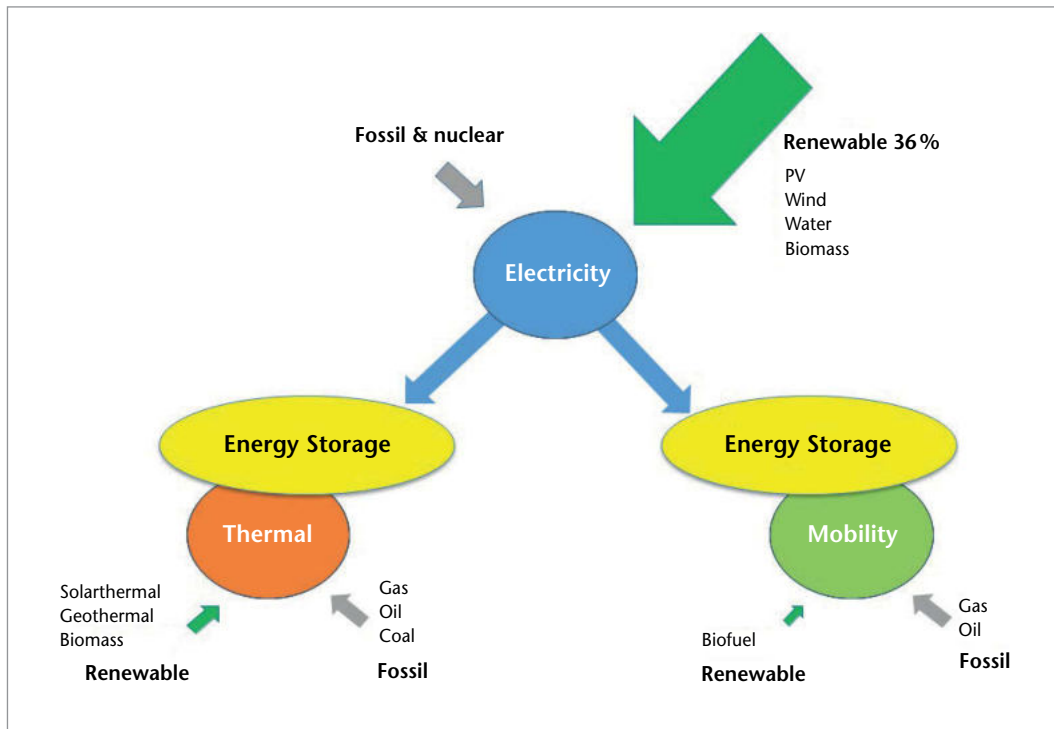 Fossil & nuclear
Renewable 36 %
PV
Wind
Water
Biomass
Electricity
Energy Storage
Thermal
Solarthermal
Geothermal
Biomass
Renewable
Gas
Oil
Coal
Fossil
Energy Storage
Mobility
Biofuel
Renewable
Gas
Oil
Fossil